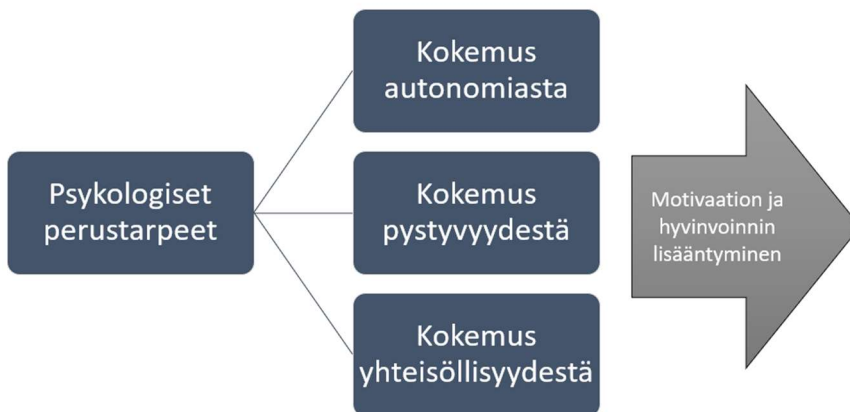 Psykologiset
perustarpeet
Kokemus
autonomiasta
Kokemus
pystyvyydestä
Kokemus
yhteisöllisyydestä
Motivaation ja
hyvinvoinnin
lisääntyminen